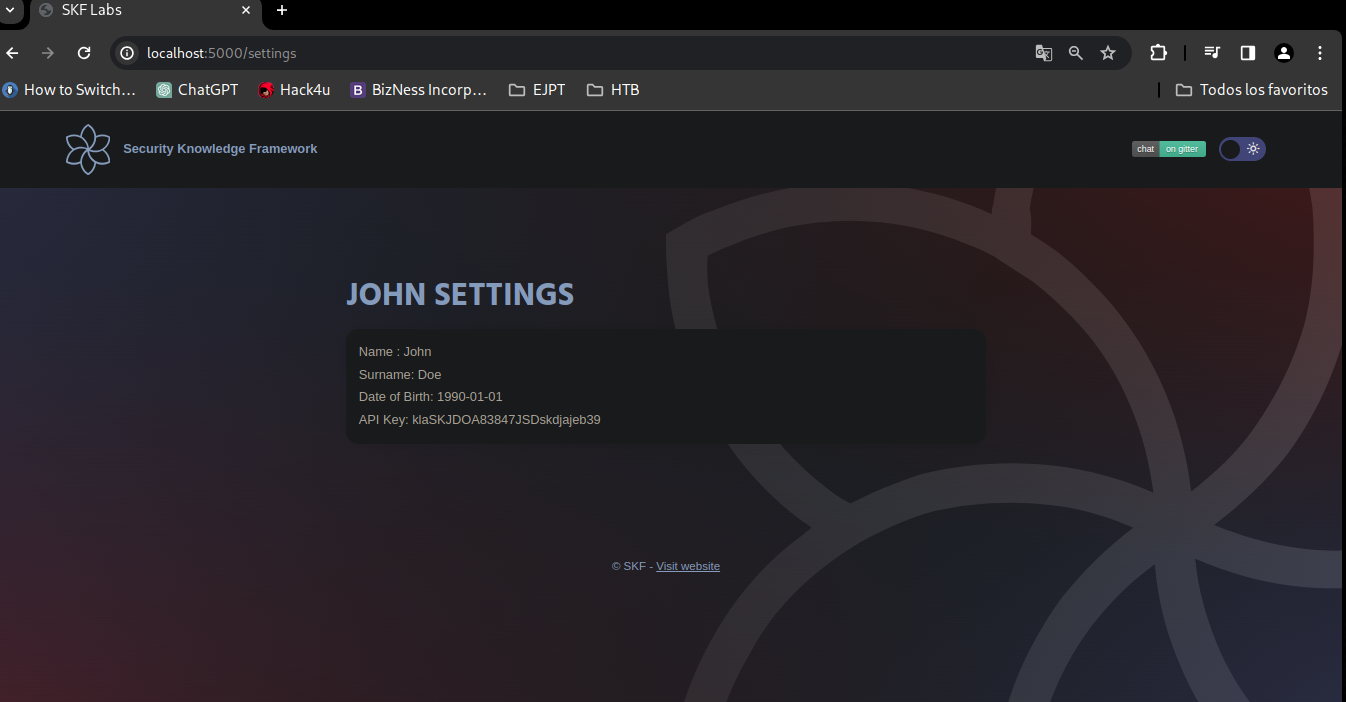 SKF Labs
localhost:5000/settings
How to Switch... ChatGPT Hack4u BizNess Incorp... EJPT HTB Todos los favoritos
Security Knowledge Framework chat on gitter
JOHN SETTINGS
Name : John
Surname: Doe
Date of Birth: 1990-01-01
API Key: klaSKJDOA83847JSDskdjajeb39
© SKF - Visit website